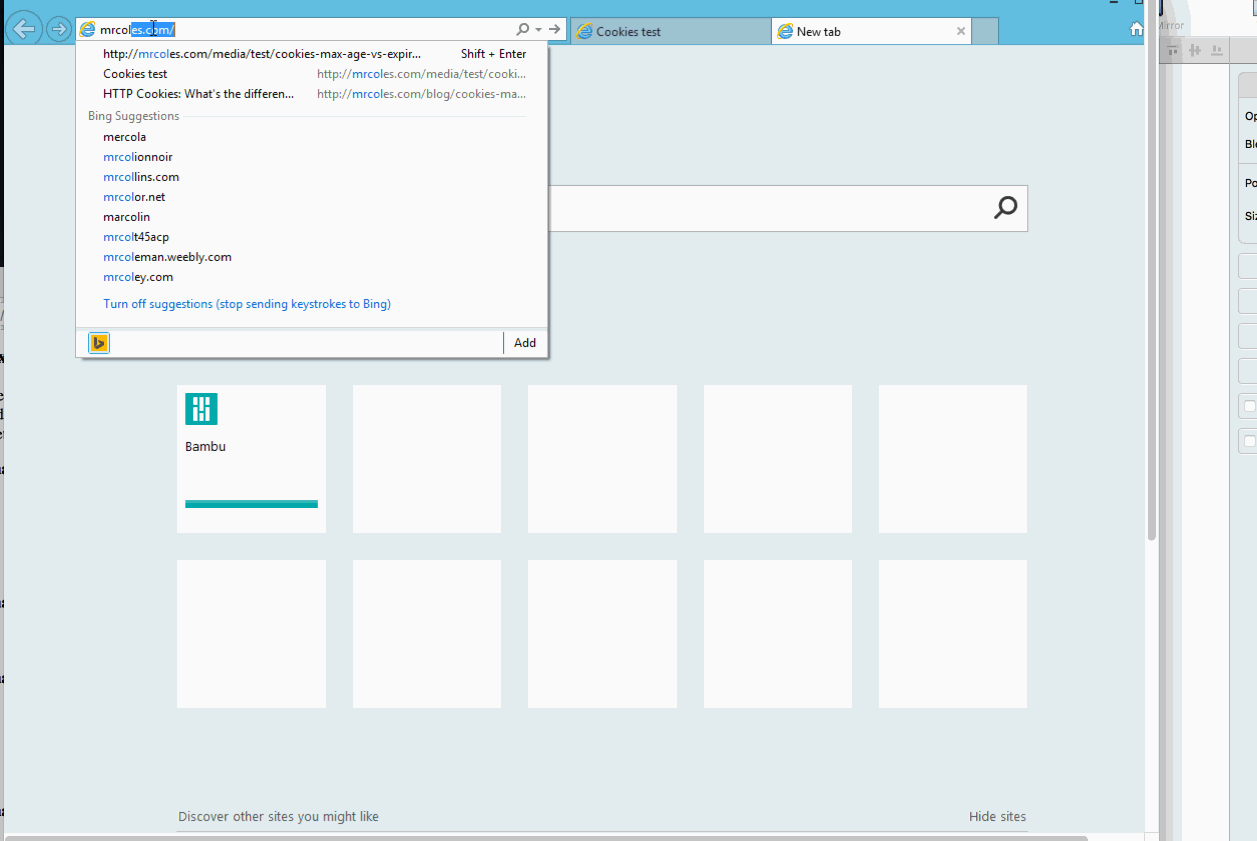 mrcoles.com/
Cookies test
New tab
http://mrcoles.com/media/test/cookies-max-age-vs-expir... Shift + Enter
Cookies test http://mrcoles.com/media/test/cooki...
HTTP Cookies: What's the differen... http://mrcoles.com/blog/cookies-ma...
Bing Suggestions
mercola
mrcolionnoir
mrcollins.com
mrcolor.net
marcolin
mrcolt45acp
mrcoleman.weebly.com
mrcoley.com
Turn off suggestions (stop sending keystrokes to Bing)
Add
Bambu
Discover other sites you might like Hide sites
Mirror
Op
Ble
Po
Siz